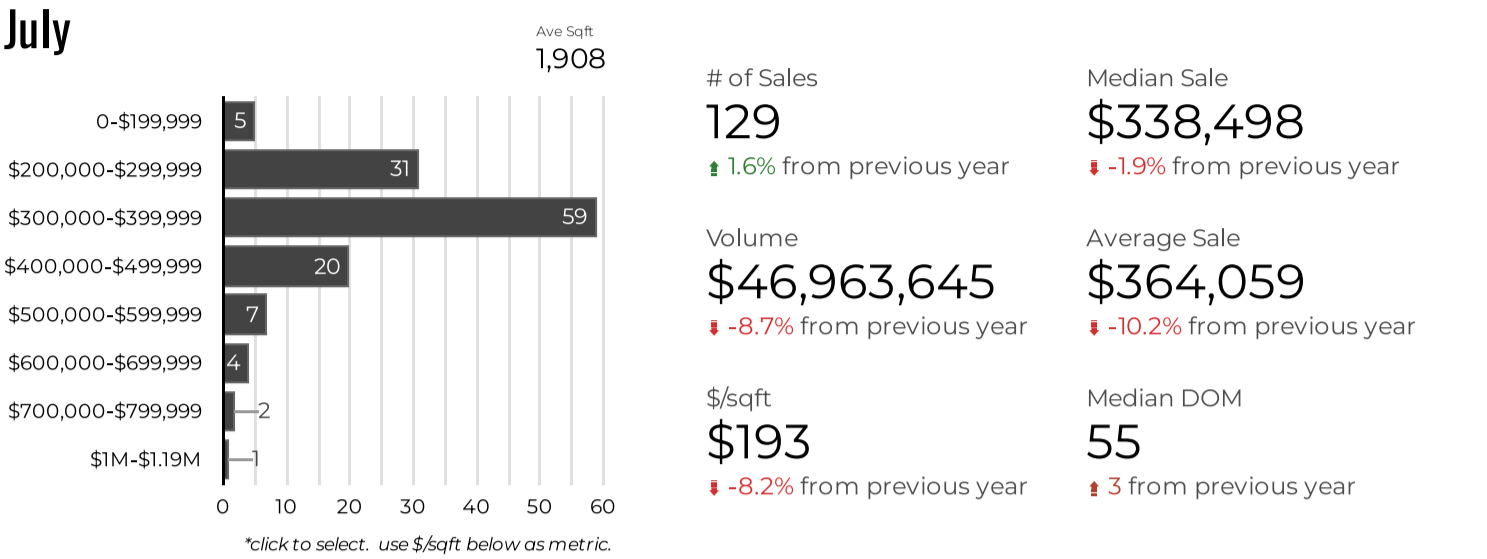 July
Ave Sqft
1,908
0-$199,999 5
$200,000-$299,999 31
$300,000-$399,999 59
$400,000-$499,999 20
$500,000-$599,999 7
$600,000-$699,999 4
$700,000-$799,999 2
$1M-$1.19M 1
0 10 20 30 40 50 60
*click to select. use $/sqft below as metric.
# of Sales
129
1.6% from previous year
Median Sale
$338,498
-1.9% from previous year
Volume
$46,963,645
-8.7% from previous year
Average Sale
$364,059
-10.2% from previous year
$/sqft
$193
-8.2% from previous year
Median DOM
55
3 from previous year